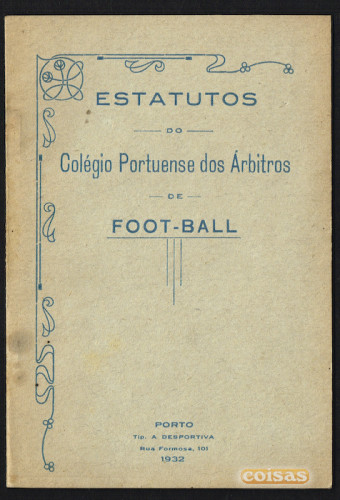 ESTATUTOS
DO
Colégio Portuense dos Árbitros
DE
FOOT-BALL
PORTO
Tip. A DESPORTIVA
Rua Formosa, 101
1932
coisas